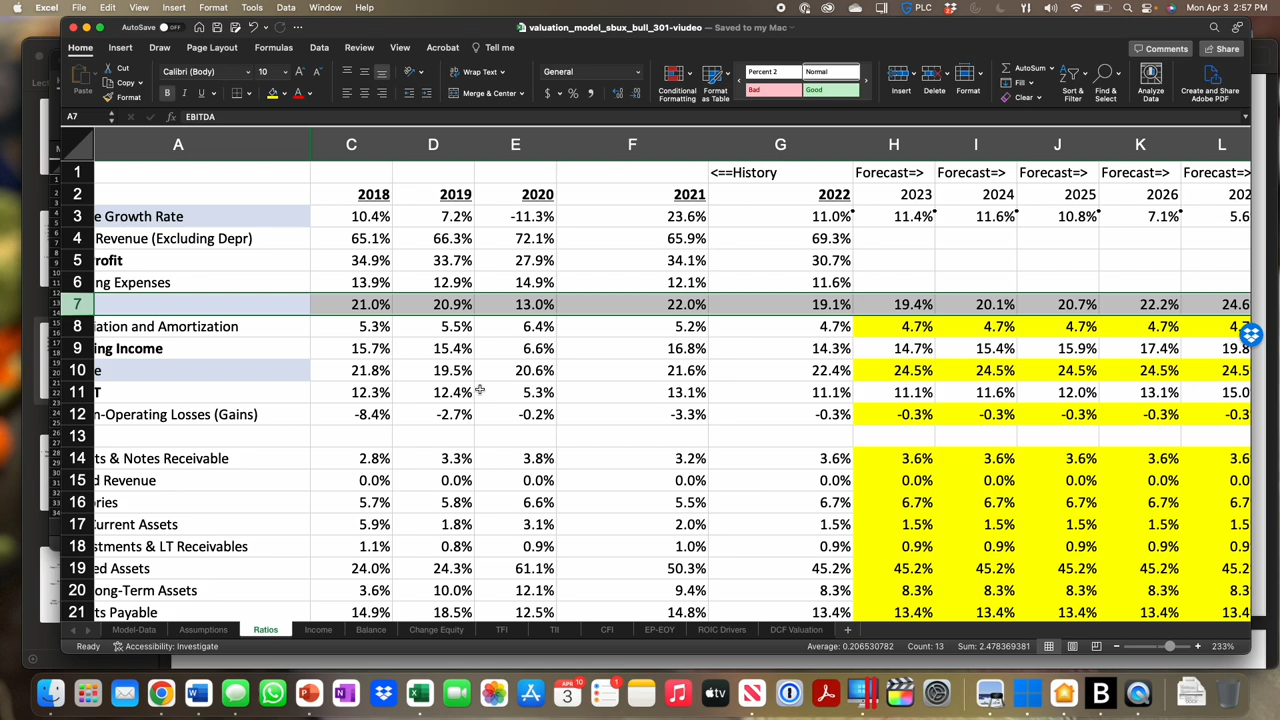 Excel File Edit View Insert Format Tools Data Window Help PLC Mon Apr 3 2:57 PM
AutoSave OFF valuation_model_sbux_bull_301-viudeo — Saved to my Mac
Home Insert Draw Page Layout Formulas Data Review View Acrobat Tell me Comments Share
Paste Cut Copy Format Calibri (Body) 10 Wrap Text Merge & Center General Conditional Formatting Format as Table Percent 2 Normal Bad Good Insert Delete Format AutoSum Fill Clear Sort & Filter Find & Select Analyze Data Create and Share Adobe PDF
A7 fx EBITDA
A C D E F G H I J K L
1 <==History Forecast=> Forecast=> Forecast=> Forecast=> Forecast=>
2 2018 2019 2020 2021 2022 2023 2024 2025 2026 202
3 e Growth Rate 10.4% 7.2% -11.3% 23.6% 11.0% 11.4% 11.6% 10.8% 7.1% 5.6
4 Revenue (Excluding Depr) 65.1% 66.3% 72.1% 65.9% 69.3%
5 rofit 34.9% 33.7% 27.9% 34.1% 30.7%
6 ng Expenses 13.9% 12.9% 14.9% 12.1% 11.6%
7 21.0% 20.9% 13.0% 22.0% 19.1% 19.4% 20.1% 20.7% 22.2% 24.6
8 iation and Amortization 5.3% 5.5% 6.4% 5.2% 4.7% 4.7% 4.7% 4.7% 4.7% 4.7
9 ng Income 15.7% 15.4% 6.6% 16.8% 14.3% 14.7% 15.4% 15.9% 17.4% 19.8
10 e 21.8% 19.5% 20.6% 21.6% 22.4% 24.5% 24.5% 24.5% 24.5% 24.5
11 T 12.3% 12.4% 5.3% 13.1% 11.1% 11.1% 11.6% 12.0% 13.1% 15.0
12 n-Operating Losses (Gains) -8.4% -2.7% -0.2% -3.3% -0.3% -0.3% -0.3% -0.3% -0.3% -0.3
13
14 ts & Notes Receivable 2.8% 3.3% 3.8% 3.2% 3.6% 3.6% 3.6% 3.6% 3.6% 3.6
15 d Revenue 0.0% 0.0% 0.0% 0.0% 0.0% 0.0% 0.0% 0.0% 0.0% 0.0
16 ries 5.7% 5.8% 6.6% 5.5% 6.7% 6.7% 6.7% 6.7% 6.7% 6.7
17 Current Assets 5.9% 1.8% 3.1% 2.0% 1.5% 1.5% 1.5% 1.5% 1.5% 1.5
18 stments & LT Receivables 1.1% 0.8% 0.9% 1.0% 0.9% 0.9% 0.9% 0.9% 0.9% 0.9
19 ed Assets 24.0% 24.3% 61.1% 50.3% 45.2% 45.2% 45.2% 45.2% 45.2% 45.2
20 ong-Term Assets 3.6% 10.0% 12.1% 9.4% 8.3% 8.3% 8.3% 8.3% 8.3% 8.3
21 ts Payable 14.9% 18.5% 12.5% 14.8% 13.4% 13.4% 13.4% 13.4% 13.4% 13.4
Model-Data Assumptions Ratios Income Balance Change Equity TFI TII CFI EP-EOY ROIC Drivers DCF Valuation
Ready Accessibility: Investigate Average: 0.206530782 Count: 13 Sum: 2.478369381 233%